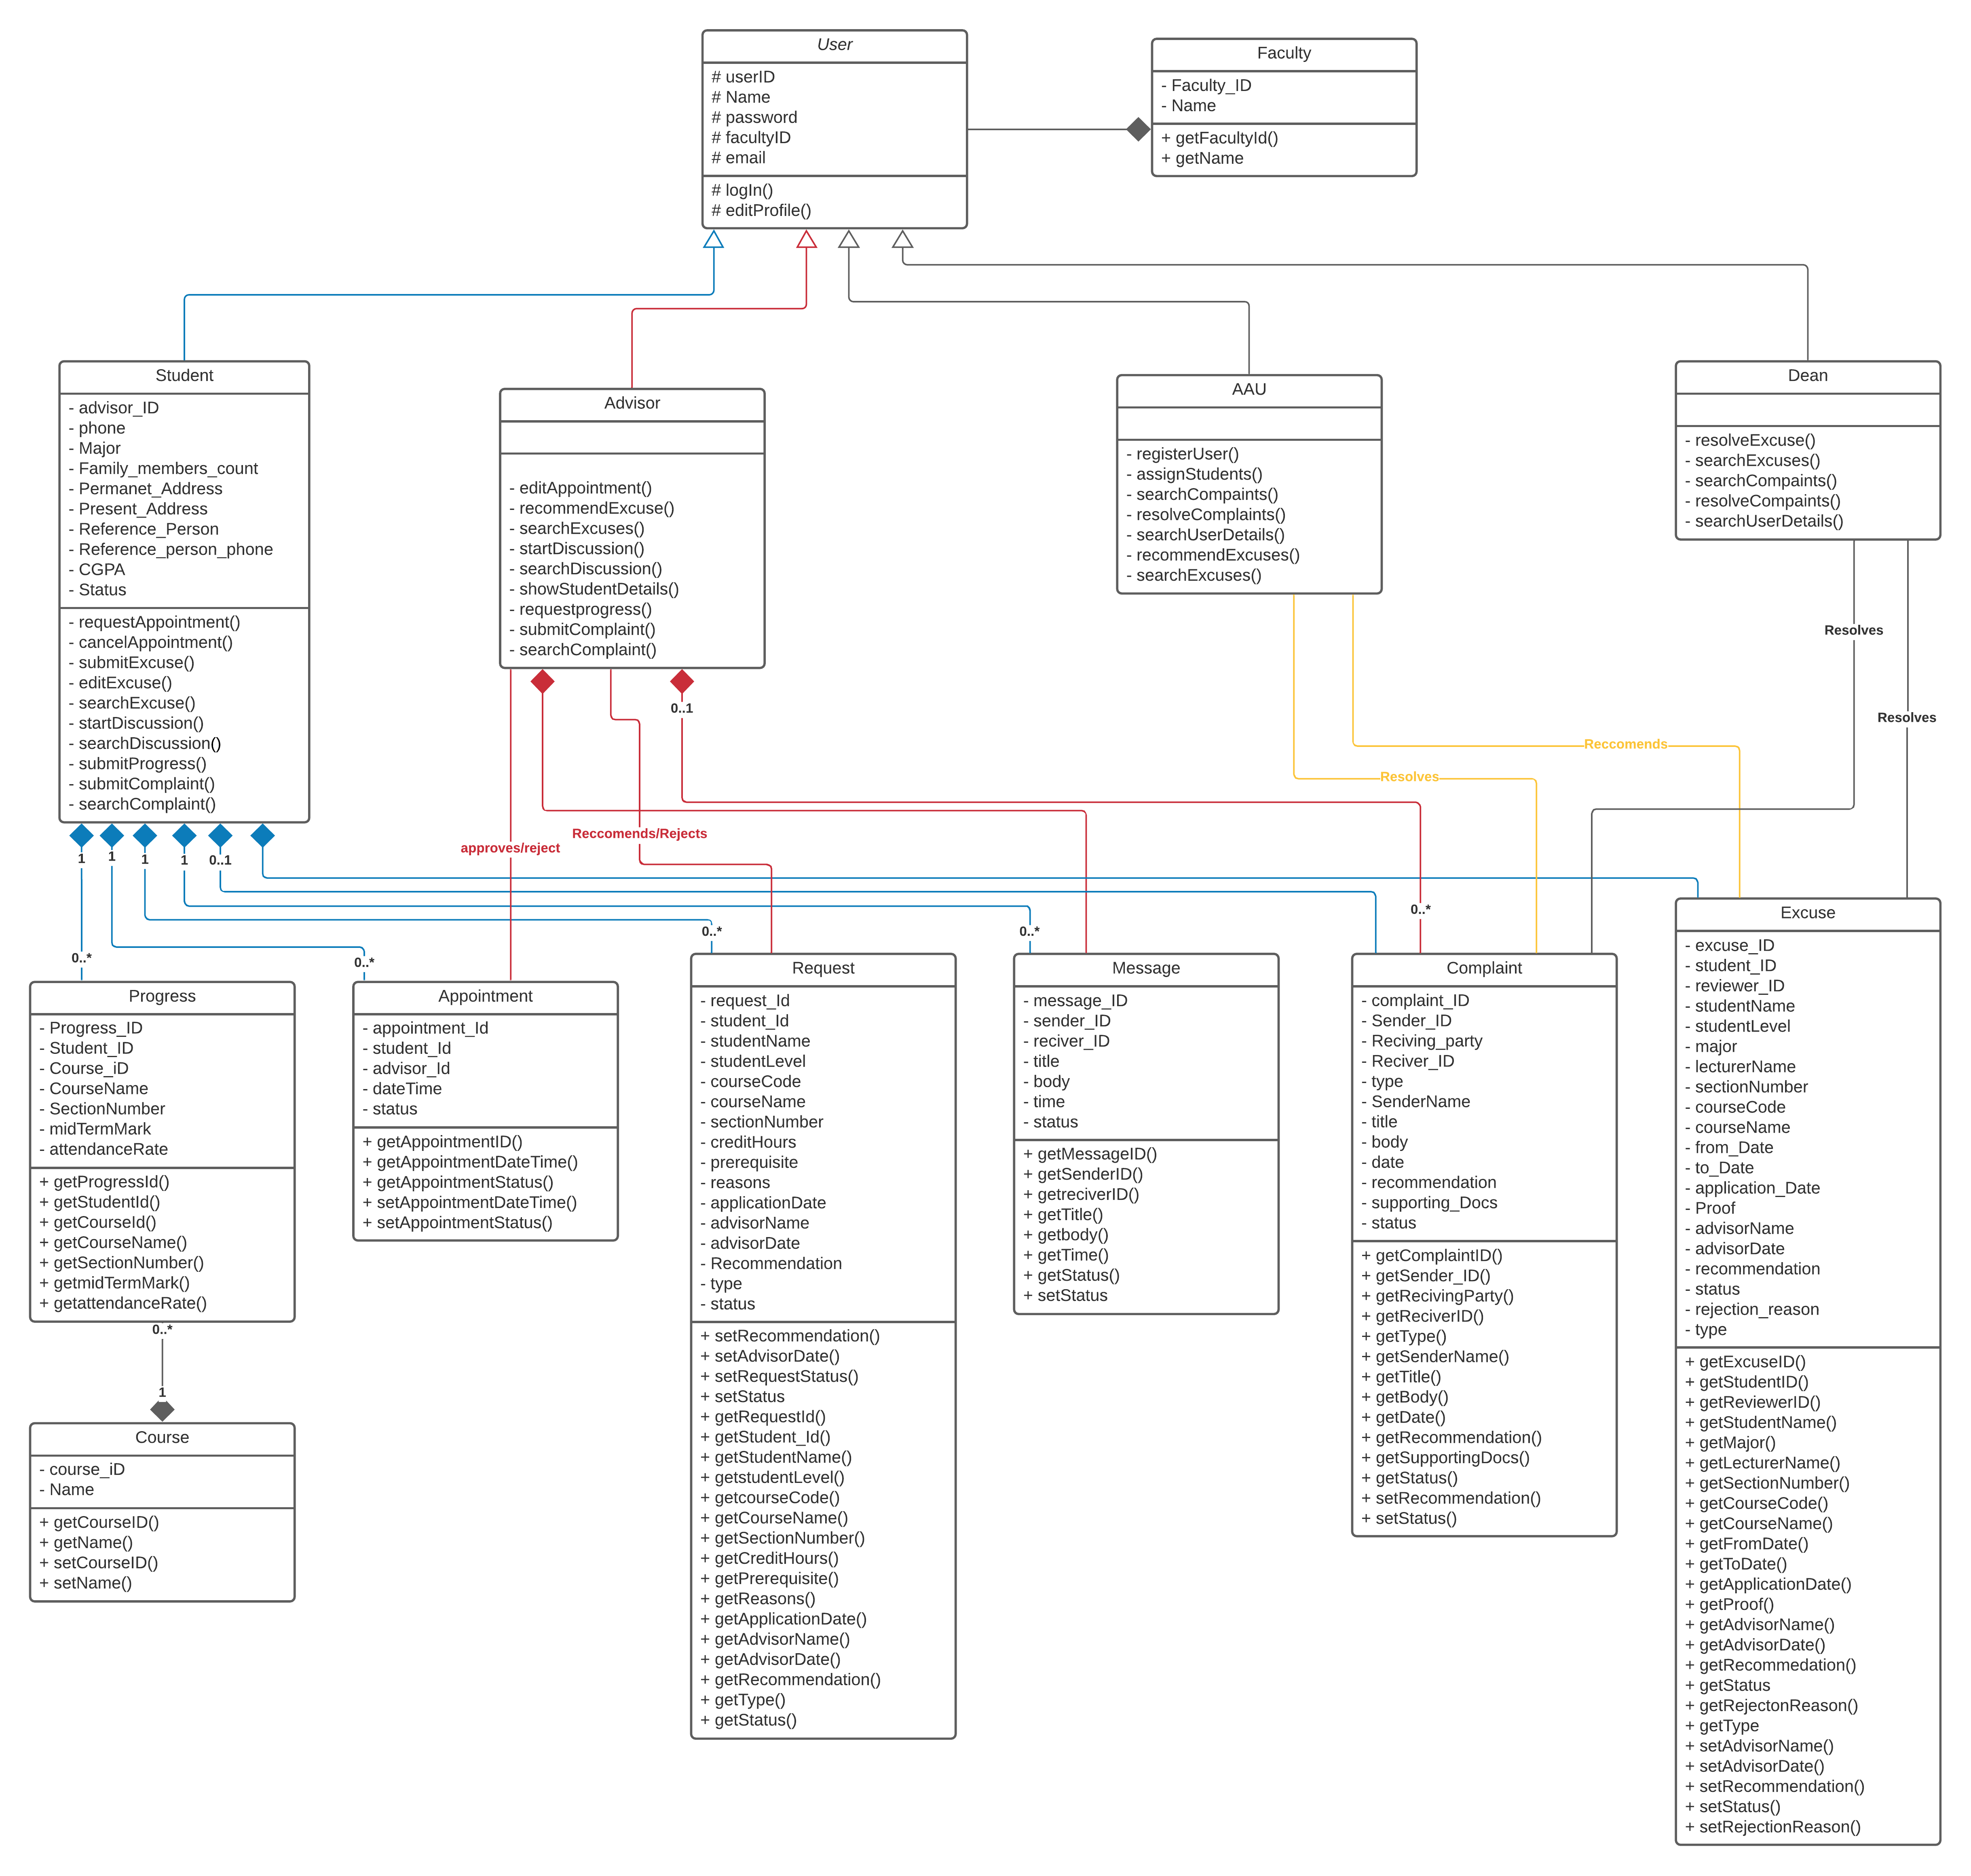 User
# userID
# Name
# password
# facultyID
# email
# logIn()
# editProfile()
Faculty
- Faculty_ID
- Name
+ getFacultyId()
+ getName
Student
- advisor_ID
- phone
- Major
- Family_members_count
- Permanet_Address
- Present_Address
- Reference_Person
- Reference_person_phone
- CGPA
- Status
- requestAppointment()
- cancelAppointment()
- submitExcuse()
- editExcuse()
- searchExcuse()
- startDiscussion()
- searchDiscussion()
- submitProgress()
- submitComplaint()
- searchComplaint()
Advisor
- editAppointment()
- recommendExcuse()
- searchExcuses()
- startDiscussion()
- searchDiscussion()
- showStudentDetails()
- requestprogress()
- submitComplaint()
- searchComplaint()
AAU
- registerUser()
- assignStudents()
- searchCompaints()
- resolveComplaints()
- searchUserDetails()
- recommendExcuses()
- searchExcuses()
Dean
- resolveExcuse()
- searchExcuses()
- searchCompaints()
- resolveCompaints()
- searchUserDetails()
Resolves
Resolves
Reccomends
Resolves
0..1
Reccomends/Rejects
approves/reject
1
1
1
1
0..1
0..*
0..*
0..*
0..*
0..*
Progress
- Progress_ID
- Student_ID
- Course_iD
- CourseName
- SectionNumber
- midTermMark
- attendanceRate
+ getProgressId()
+ getStudentId()
+ getCourseId()
+ getCourseName()
+ getSectionNumber()
+ getmidTermMark()
+ getattendanceRate()
0..*
1
Course
- course_iD
- Name
+ getCourseID()
+ getName()
+ setCourseID()
+ setName()
Appointment
- appointment_Id
- student_Id
- advisor_Id
- dateTime
- status
+ getAppointmentID()
+ getAppointmentDateTime()
+ getAppointmentStatus()
+ setAppointmentDateTime()
+ setAppointmentStatus()
Request
- request_Id
- student_Id
- studentName
- studentLevel
- courseCode
- courseName
- sectionNumber
- creditHours
- prerequisite
- reasons
- applicationDate
- advisorName
- advisorDate
- Recommendation
- type
- status
+ setRecommendation()
+ setAdvisorDate()
+ setRequestStatus()
+ setStatus
+ getRequestId()
+ getStudent_Id()
+ getStudentName()
+ getstudentLevel()
+ getcourseCode()
+ getCourseName()
+ getSectionNumber()
+ getCreditHours()
+ getPrerequisite()
+ getReasons()
+ getApplicationDate()
+ getAdvisorName()
+ getAdvisorDate()
+ getRecommendation()
+ getType()
+ getStatus()
Message
- message_ID
- sender_ID
- reciver_ID
- title
- body
- time
- status
+ getMessageID()
+ getSenderID()
+ getreciverID()
+ getTitle()
+ getbody()
+ getTime()
+ getStatus()
+ setStatus
Complaint
- complaint_ID
- Sender_ID
- Reciving_party
- Reciver_ID
- type
- SenderName
- title
- body
- date
- recommendation
- supporting_Docs
- status
+ getComplaintID()
+ getSender_ID()
+ getRecivingParty()
+ getReciverID()
+ getType()
+ getSenderName()
+ getTitle()
+ getBody()
+ getDate()
+ getRecommendation()
+ getSupportingDocs()
+ getStatus()
+ setRecommendation()
+ setStatus()
Excuse
- excuse_ID
- student_ID
- reviewer_ID
- studentName
- studentLevel
- major
- lecturerName
- sectionNumber
- courseCode
- courseName
- from_Date
- to_Date
- application_Date
- Proof
- advisorName
- advisorDate
- recommendation
- status
- rejection_reason
- type
+ getExcuseID()
+ getStudentID()
+ getReviewerID()
+ getStudentName()
+ getMajor()
+ getLecturerName()
+ getSectionNumber()
+ getCourseCode()
+ getCourseName()
+ getFromDate()
+ getToDate()
+ getApplicationDate()
+ getProof()
+ getAdvisorName()
+ getAdvisorDate()
+ getRecommedation()
+ getStatus
+ getRejectonReason()
+ getType
+ setAdvisorName()
+ setAdvisorDate()
+ setRecommendation()
+ setStatus()
+ setRejectionReason()